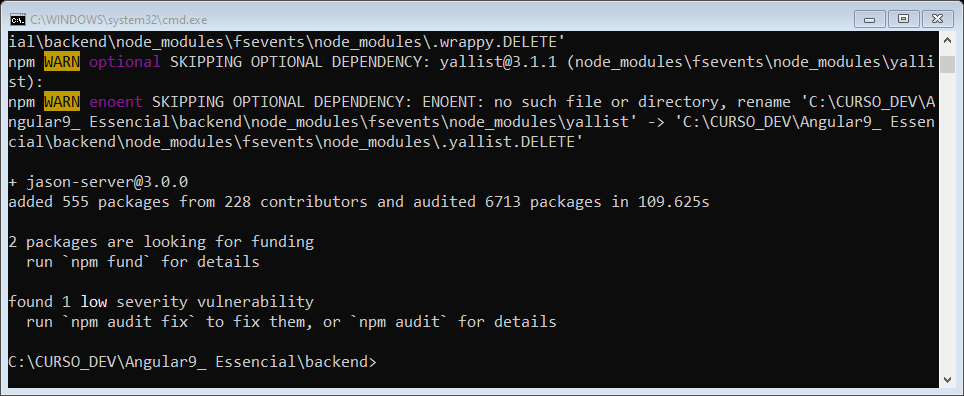 C:\WINDOWS\system32\cmd.exe
ial\backend\node_modules\fsevents\node_modules\.wrappy.DELETE'
npm WARN optional SKIPPING OPTIONAL DEPENDENCY: yallist@3.1.1 (node_modules\fsevents\node_modules\yalli
st):
npm WARN enoent SKIPPING OPTIONAL DEPENDENCY: ENOENT: no such file or directory, rename 'C:\CURSO_DEV\A
ngular9_ Essencial\backend\node_modules\fsevents\node_modules\yallist' -> 'C:\CURSO_DEV\Angular9_ Essen
cial\backend\node_modules\fsevents\node_modules\.yallist.DELETE'
+ jason-server@3.0.0
added 555 packages from 228 contributors and audited 6713 packages in 109.625s
2 packages are looking for funding
run `npm fund` for details
found 1 low severity vulnerability
run `npm audit fix` to fix them, or `npm audit` for details
C:\CURSO_DEV\Angular9_ Essencial\backend>